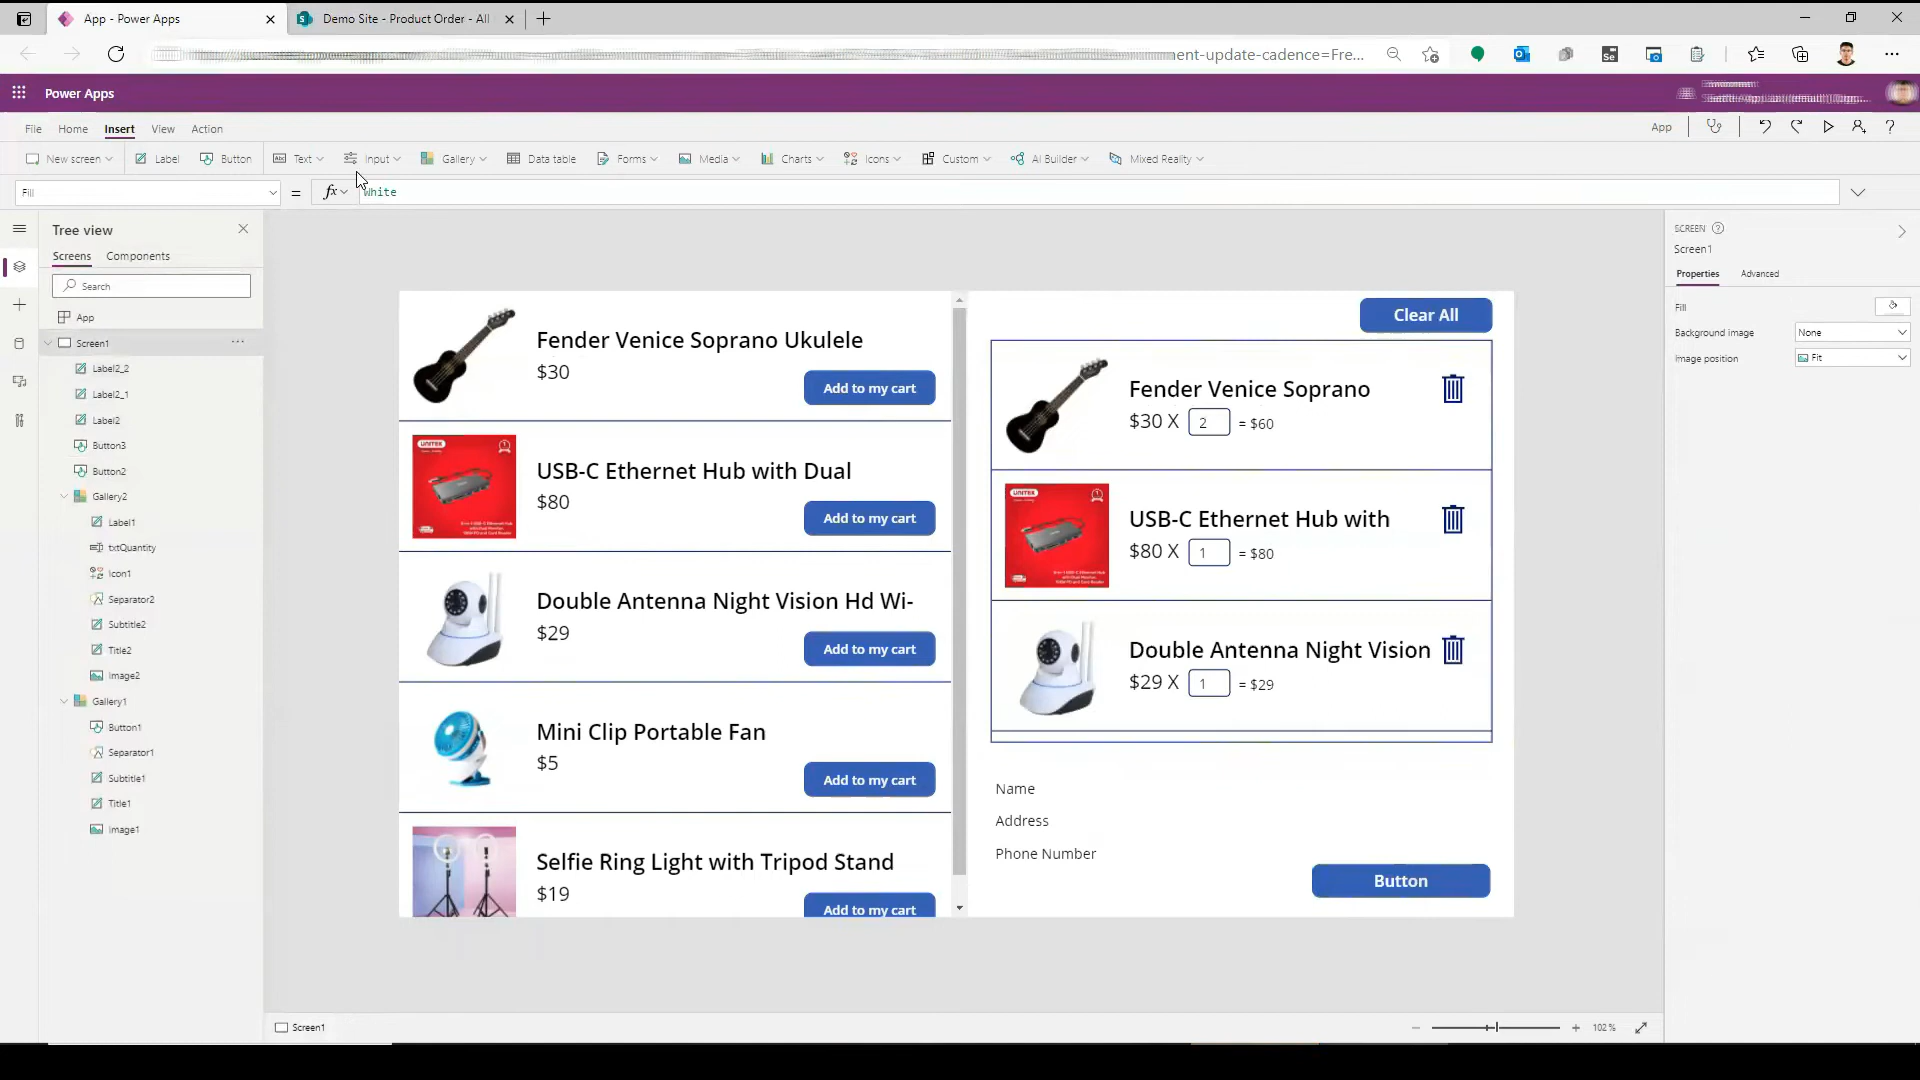 App - Power Apps
Demo Site - Product Order - All
nent-update-cadence=Fre...
Power Apps
File Home Insert View Action
App
New screen Label Button Text Input Gallery Data table Forms Media Charts Icons Custom AI Builder Mixed Reality
Fill = fx White
Tree view
Screens Components
Search
App
Screen1
Label2_2
Label2_1
Label2
Button3
Button2
Gallery2
Label1
txtQuantity
Icon1
Separator2
Subtitle2
Title2
Image2
Gallery1
Button1
Separator1
Subtitle1
Title1
Image1
Fender Venice Soprano Ukulele
$30
Add to my cart
UNITEK
USB-C Ethernet Hub with Dual
$80
Add to my cart
Double Antenna Night Vision Hd Wi-
$29
Add to my cart
Mini Clip Portable Fan
$5
Add to my cart
Selfie Ring Light with Tripod Stand
$19
Add to my cart
Clear All
Fender Venice Soprano
$30 X 2 = $60
UNITEK
USB-C Ethernet Hub with
$80 X 1 = $80
Double Antenna Night Vision
$29 X 1 = $29
Name
Address
Phone Number
Button
SCREEN
Screen1
Properties Advanced
Fill
Background image None
Image position Fit
Screen1
102 %